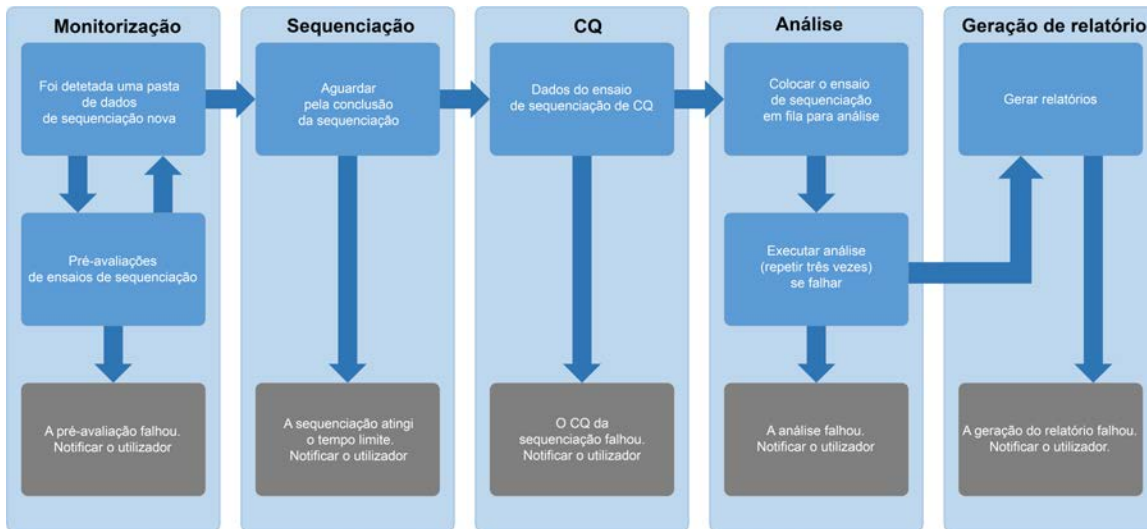 Monitorização
Foi detetada uma pasta
de dados
de sequenciação nova
Pré-avaliações
de ensaios de sequenciação
A pré-avaliação falhou.
Notificar o utilizador
Sequenciação
Aguardar
pela conclusão
da sequenciação
A sequenciação atingi
o tempo limite.
Notificar o utilizador
CQ
Dados do ensaio
de sequenciação de CQ
O CQ da
sequenciação falhou.
Notificar o utilizador
Análise
Colocar o ensaio
de sequenciação
em fila para análise
Executar análise
(repetir três vezes)
se falhar
A análise falhou.
Notificar o utilizador
Geração de relatório
Gerar relatórios
A geração do relatório falhou.
Notificar o utilizador.